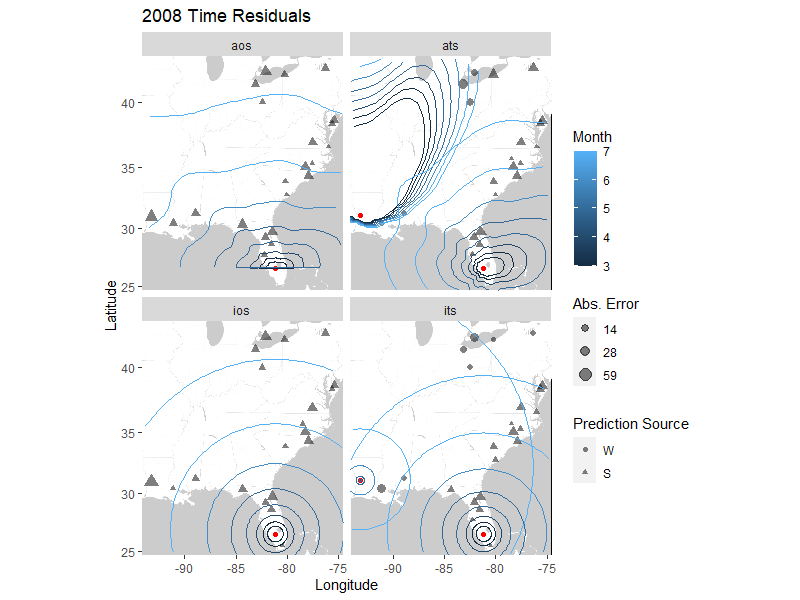 2008 Time Residuals
aos
ats
40
35
30
25
ios
its
40
35
30
25
-90
-85
-80
-75
-90
-85
-80
-75
Longitude
Latitude
Month
7
6
5
4
3
Abs. Error
14
28
59
Prediction Source
W
S